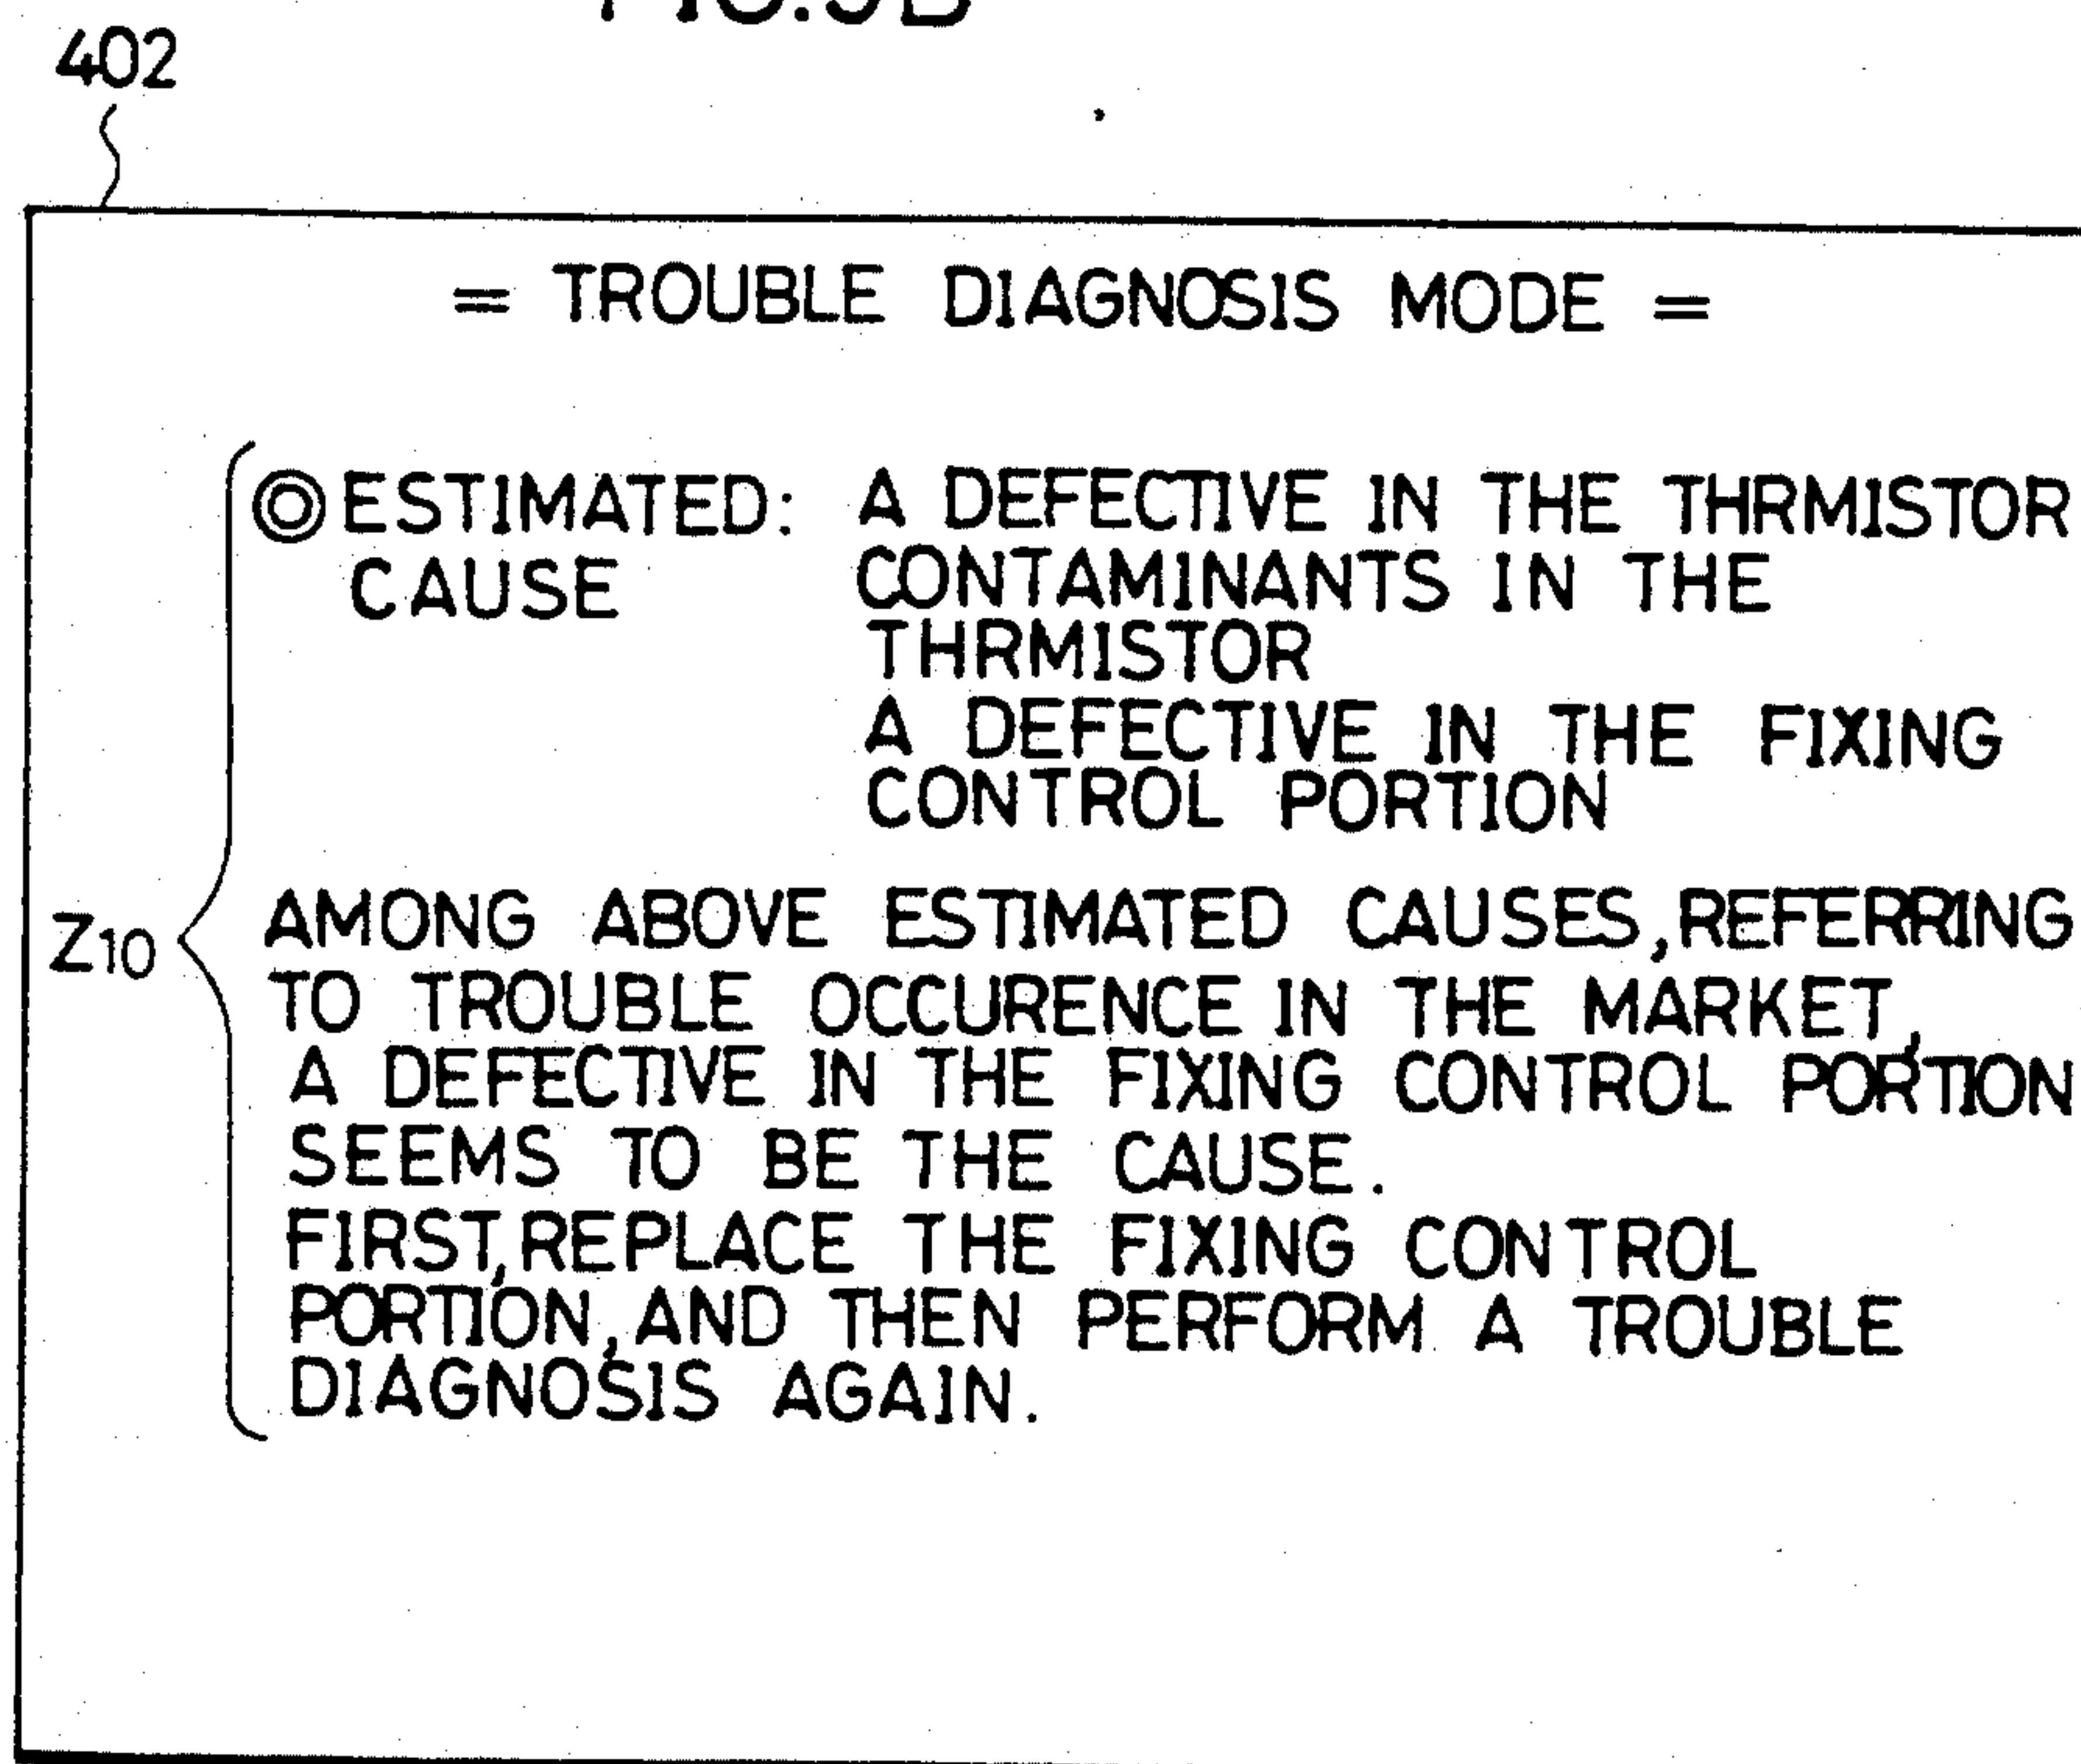 402
= TROUBLE DIAGNOSIS MODE =
◎ESTIMATED: A DEFECTIVE IN THE THRMISTOR
CAUSE CONTAMINANTS IN THE
THRMISTOR
A DEFECTIVE IN THE FIXING
CONTROL PORTION
Z10
AMONG ABOVE ESTIMATED CAUSES, REFERRING
TO TROUBLE OCCURENCE IN THE MARKET,
A DEFECTIVE IN THE FIXING CONTROL PORTION
SEEMS TO BE THE CAUSE.
FIRST, REPLACE THE FIXING CONTROL
PORTION, AND THEN PERFORM A TROUBLE
DIAGNOSIS AGAIN.